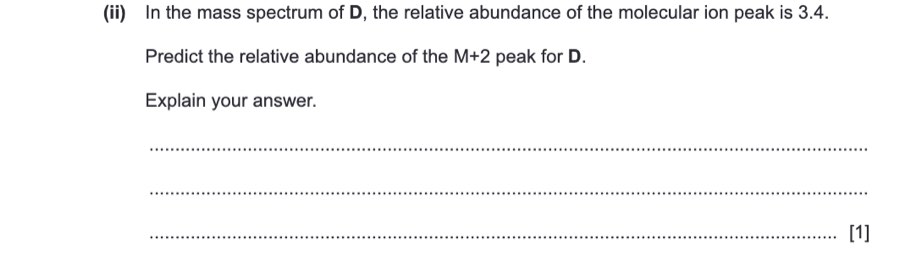 (ii) In the mass spectrum of D, the relative abundance of the molecular ion peak is 3.4.
Predict the relative abundance of the M+2 peak for D.
Explain your answer.
[1]